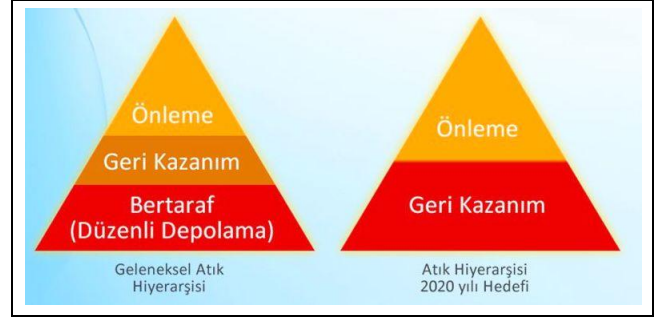 Önleme
Geri Kazanım
Bertaraf
(Düzenli Depolama)
Geleneksel Atık
Hiyerarşisi
Önleme
Geri Kazanım
Atık Hiyerarşisi
2020 yılı Hedefi